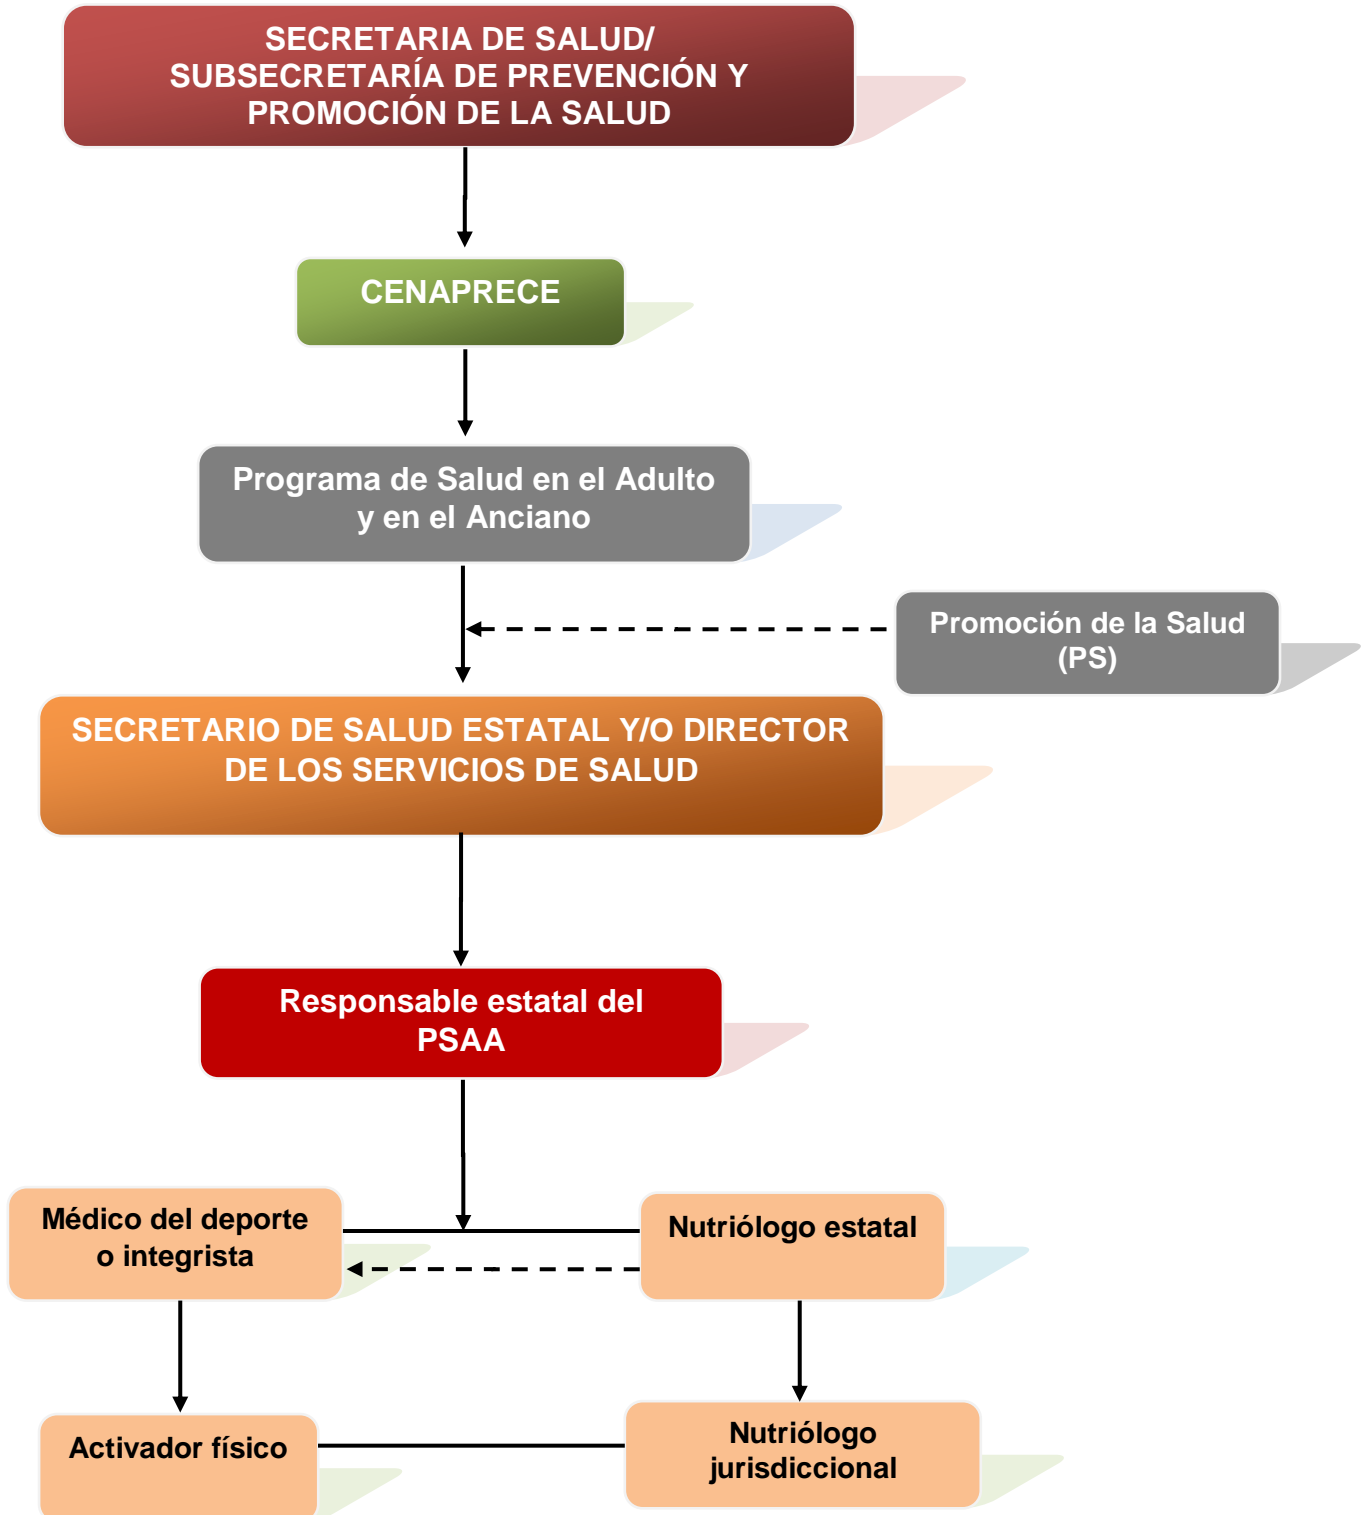 SECRETARIA DE SALUD/
SUBSECRETARÍA DE PREVENCIÓN Y
PROMOCIÓN DE LA SALUD
CENAPRECE
Programa de Salud en el Adulto
y en el Anciano
Promoción de la Salud
(PS)
SECRETARIO DE SALUD ESTATAL Y/O DIRECTOR
DE LOS SERVICIOS DE SALUD
Responsable estatal del
PSAA
Médico del deporte
o integrista
Nutriólogo estatal
Activador físico
Nutriólogo
jurisdiccional